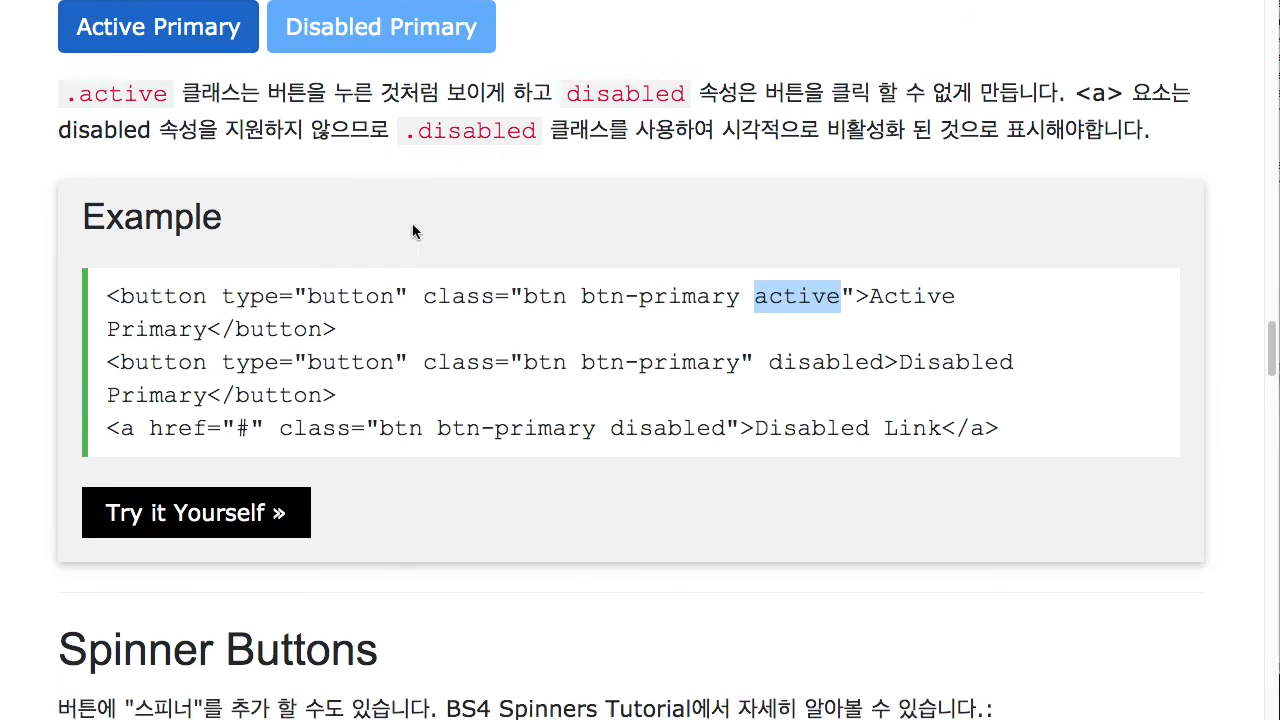 Active Primary Disabled Primary
.active 클래스는 버튼을 누른 것처럼 보이게 하고 disabled 속성은 버튼을 클릭 할 수 없게 만듭니다. <a> 요소는
disabled 속성을 지원하지 않으므로 .disabled 클래스를 사용하여 시각적으로 비활성화 된 것으로 표시해야합니다.
Example
<button type="button" class="btn btn-primary active">Active
Primary</button>
<button type="button" class="btn btn-primary" disabled>Disabled
Primary</button>
<a href="#" class="btn btn-primary disabled">Disabled Link</a>
Try it Yourself »
Spinner Buttons
버튼에 "스피너"를 추가 할 수도 있습니다. BS4 Spinners Tutorial에서 자세히 알아볼 수 있습니다.: